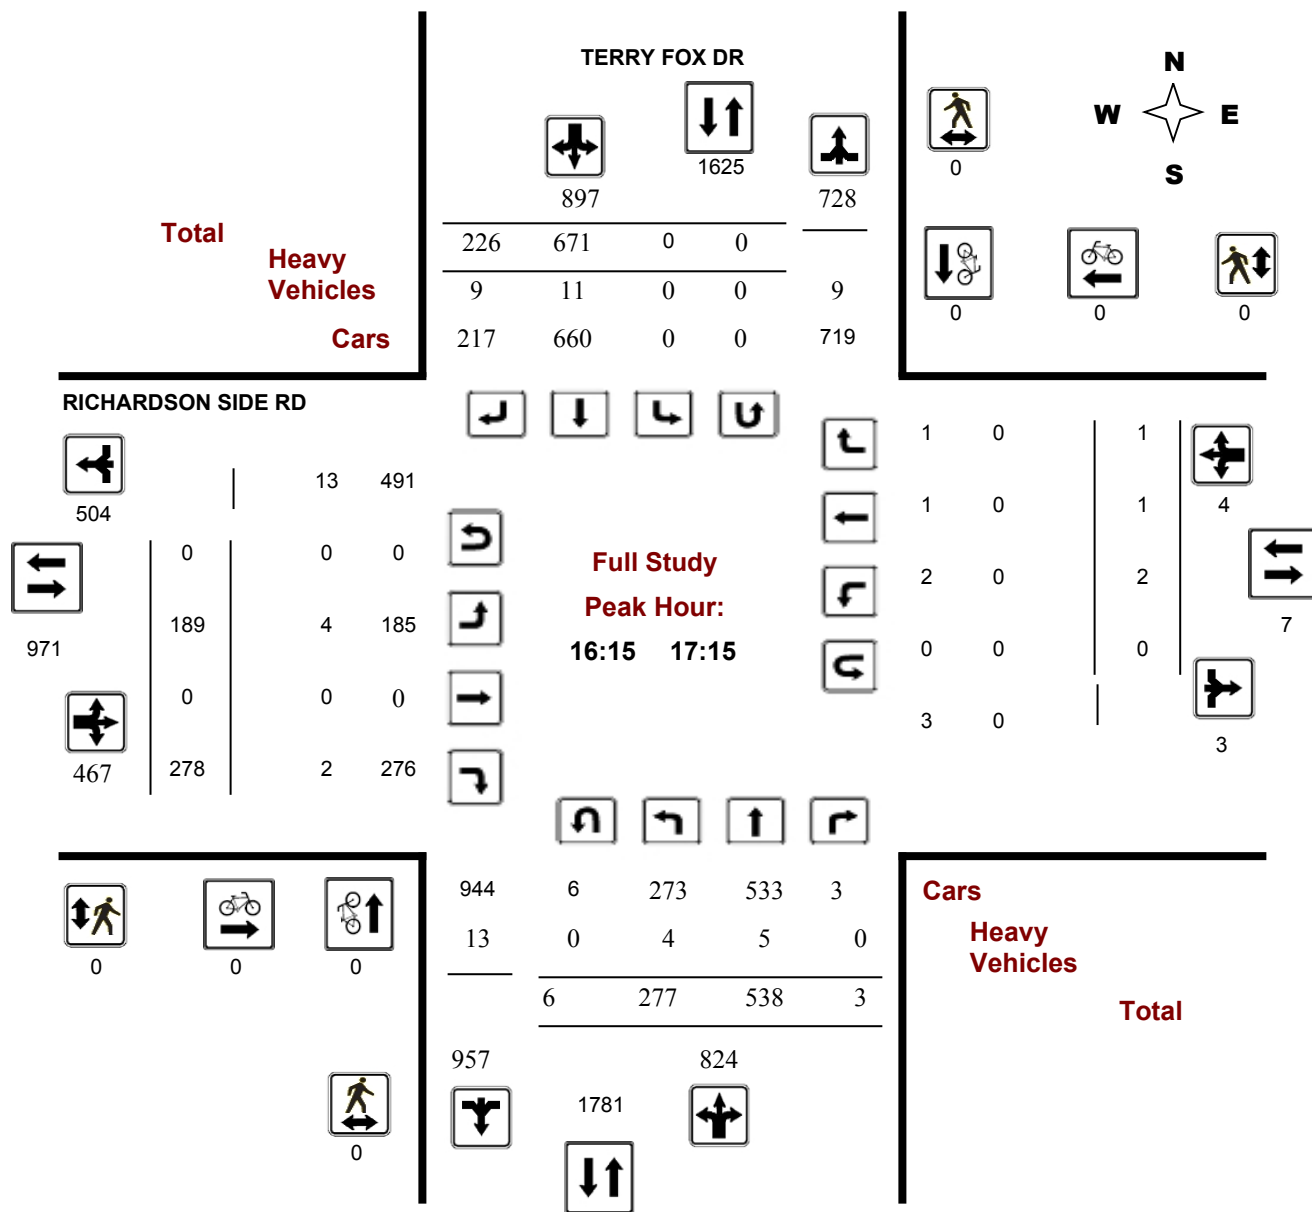 TERRY FOX DR
N
W E
S
1625
897 728
0
Total 226 671 0 0
Heavy
Vehicles 9 11 0 0 9
0 0 0
Cars 217 660 0 0 719
RICHARDSON SIDE RD
1 0 1
13 491
504
1 0 1 4
0 0 0
Full Study
2 0 2
Peak Hour:
189 4 185
7
971
16:15 17:15
0 0 0
0 0 0
3 0
3
467 278 2 276
944 6 273 533 3
Cars
13 0 4 5 0
Heavy
Vehicles
0 0 0
6 277 538 3
Total
957 824
1781
0